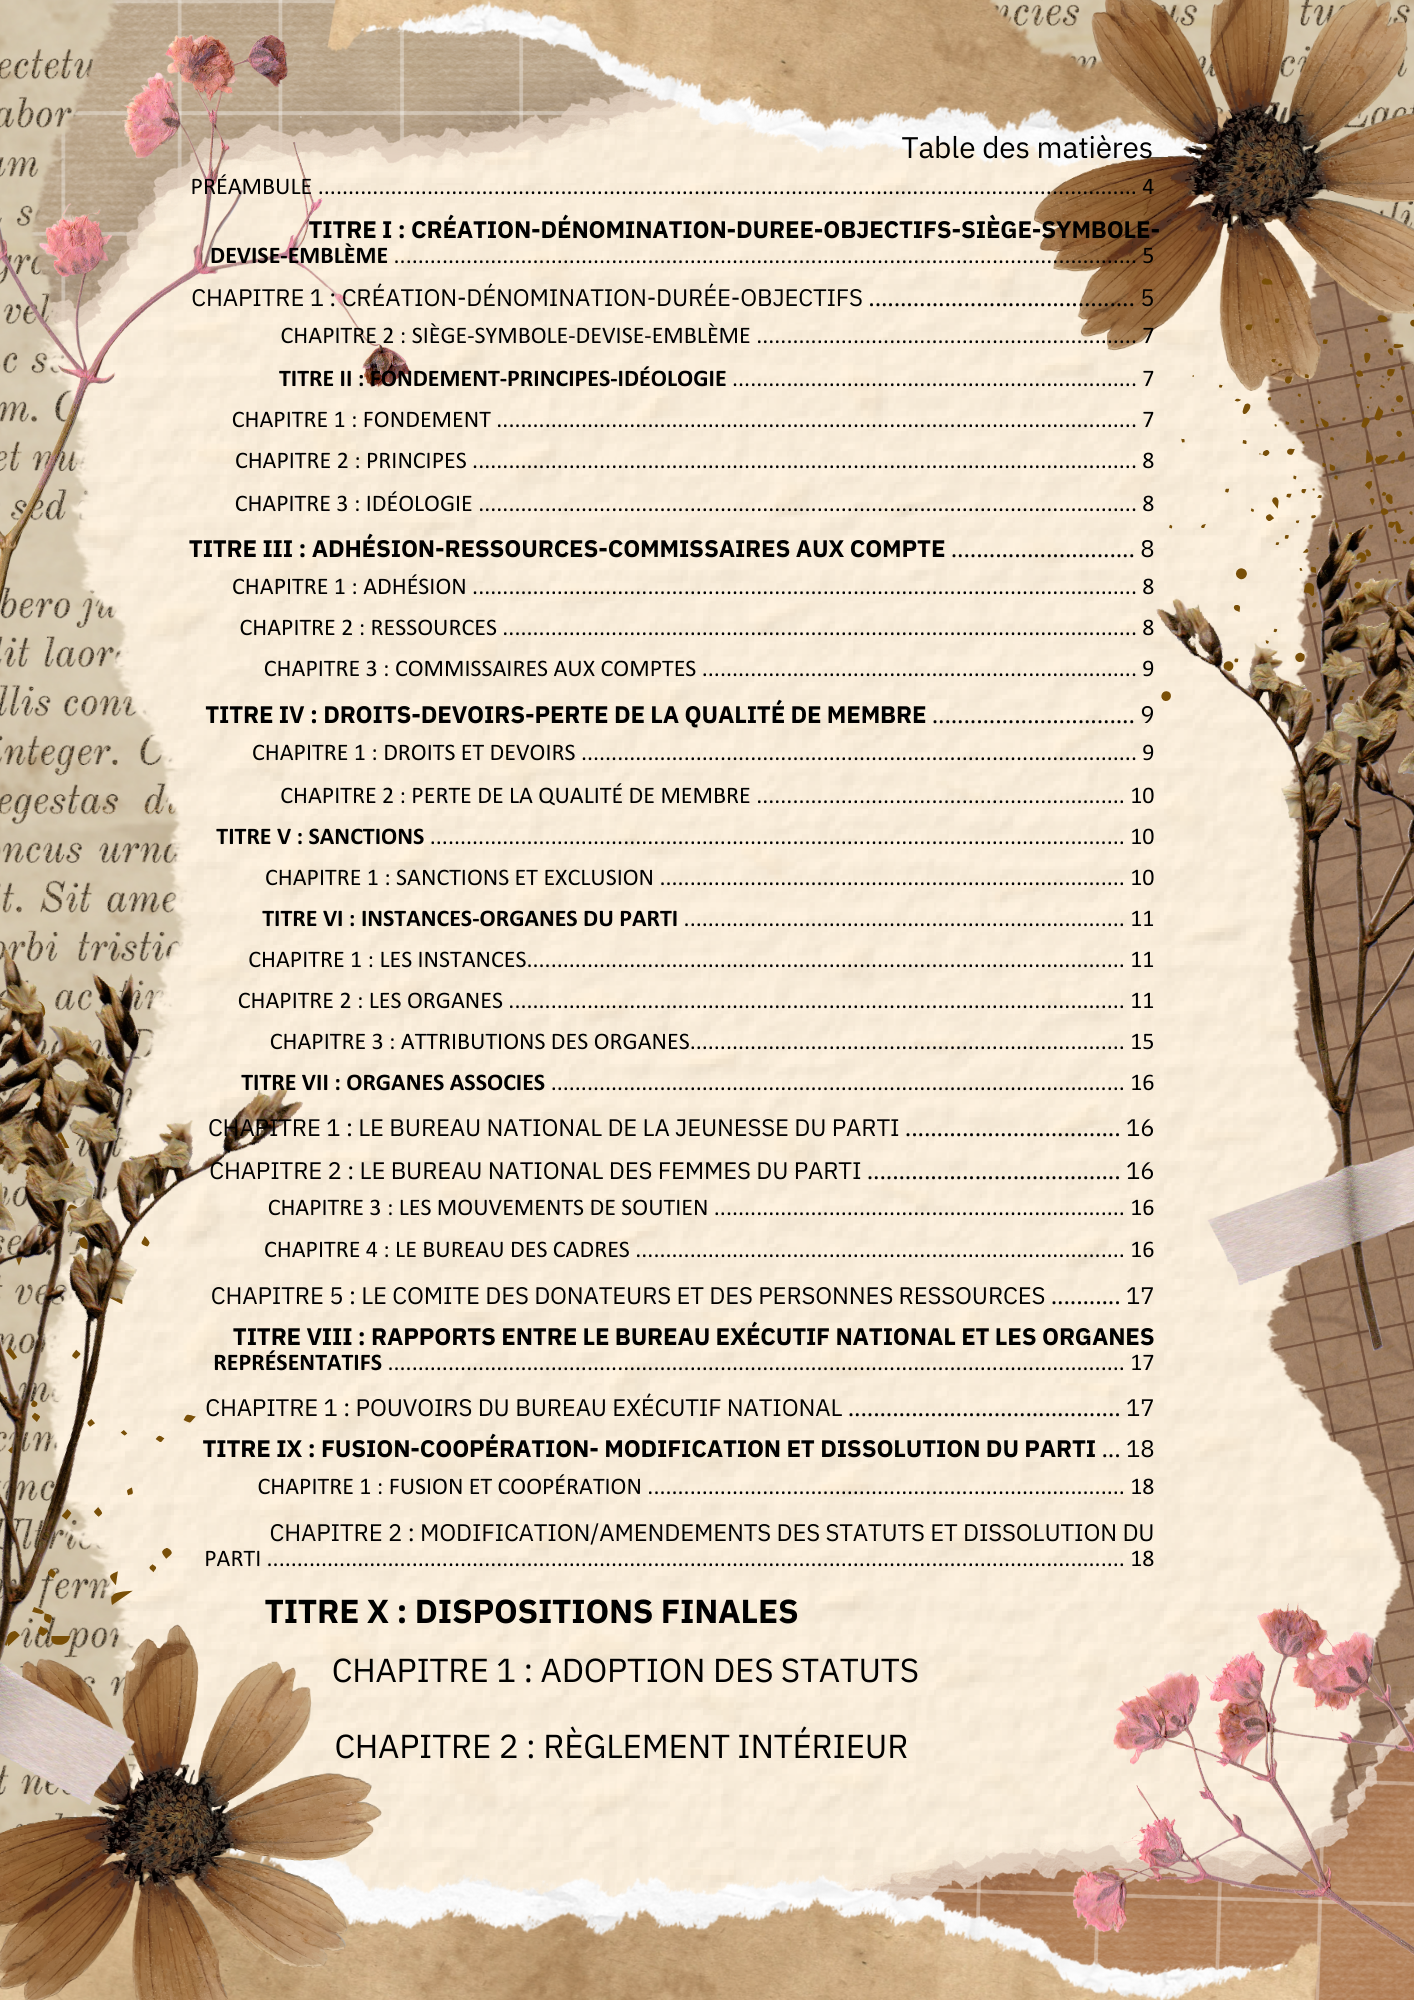 Table des matières
PRÉAMBULE ........ 4
TITRE I : CRÉATION-DÉNOMINATION-DUREE-OBJECTIFS-SIÈGE-SYMBOLE-
DEVISE-EMBLÈME ........ 5
CHAPITRE 1 : CRÉATION-DÉNOMINATION-DURÉE-OBJECTIFS ........ 5
CHAPITRE 2 : SIÈGE-SYMBOLE-DEVISE-EMBLÈME ........ 7
TITRE II : FONDEMENT-PRINCIPES-IDÉOLOGIE ........ 7
CHAPITRE 1 : FONDEMENT ........ 7
CHAPITRE 2 : PRINCIPES ........ 8
CHAPITRE 3 : IDÉOLOGIE ........ 8
TITRE III : ADHÉSION-RESSOURCES-COMMISSAIRES AUX COMPTE ........ 8
CHAPITRE 1 : ADHÉSION ........ 8
CHAPITRE 2 : RESSOURCES ........ 8
CHAPITRE 3 : COMMISSAIRES AUX COMPTES ........ 9
TITRE IV : DROITS-DEVOIRS-PERTE DE LA QUALITÉ DE MEMBRE ........ 9
CHAPITRE 1 : DROITS ET DEVOIRS ........ 9
CHAPITRE 2 : PERTE DE LA QUALITÉ DE MEMBRE ........ 10
TITRE V : SANCTIONS ........ 10
CHAPITRE 1 : SANCTIONS ET EXCLUSION ........ 10
TITRE VI : INSTANCES-ORGANES DU PARTI ........ 11
CHAPITRE 1 : LES INSTANCES........ 11
CHAPITRE 2 : LES ORGANES ........ 11
CHAPITRE 3 : ATTRIBUTIONS DES ORGANES........ 15
TITRE VII : ORGANES ASSOCIES ........ 16
CHAPITRE 1 : LE BUREAU NATIONAL DE LA JEUNESSE DU PARTI ........ 16
CHAPITRE 2 : LE BUREAU NATIONAL DES FEMMES DU PARTI ........ 16
CHAPITRE 3 : LES MOUVEMENTS DE SOUTIEN ........ 16
CHAPITRE 4 : LE BUREAU DES CADRES ........ 16
CHAPITRE 5 : LE COMITE DES DONATEURS ET DES PERSONNES RESSOURCES ........ 17
TITRE VIII : RAPPORTS ENTRE LE BUREAU EXÉCUTIF NATIONAL ET LES ORGANES
REPRÉSENTATIFS ........ 17
CHAPITRE 1 : POUVOIRS DU BUREAU EXÉCUTIF NATIONAL ........ 17
TITRE IX : FUSION-COOPÉRATION- MODIFICATION ET DISSOLUTION DU PARTI ... 18
CHAPITRE 1 : FUSION ET COOPÉRATION ........ 18
CHAPITRE 2 : MODIFICATION/AMENDEMENTS DES STATUTS ET DISSOLUTION DU
PARTI ........ 18
TITRE X : DISPOSITIONS FINALES
CHAPITRE 1 : ADOPTION DES STATUTS
CHAPITRE 2 : RÈGLEMENT INTÉRIEUR